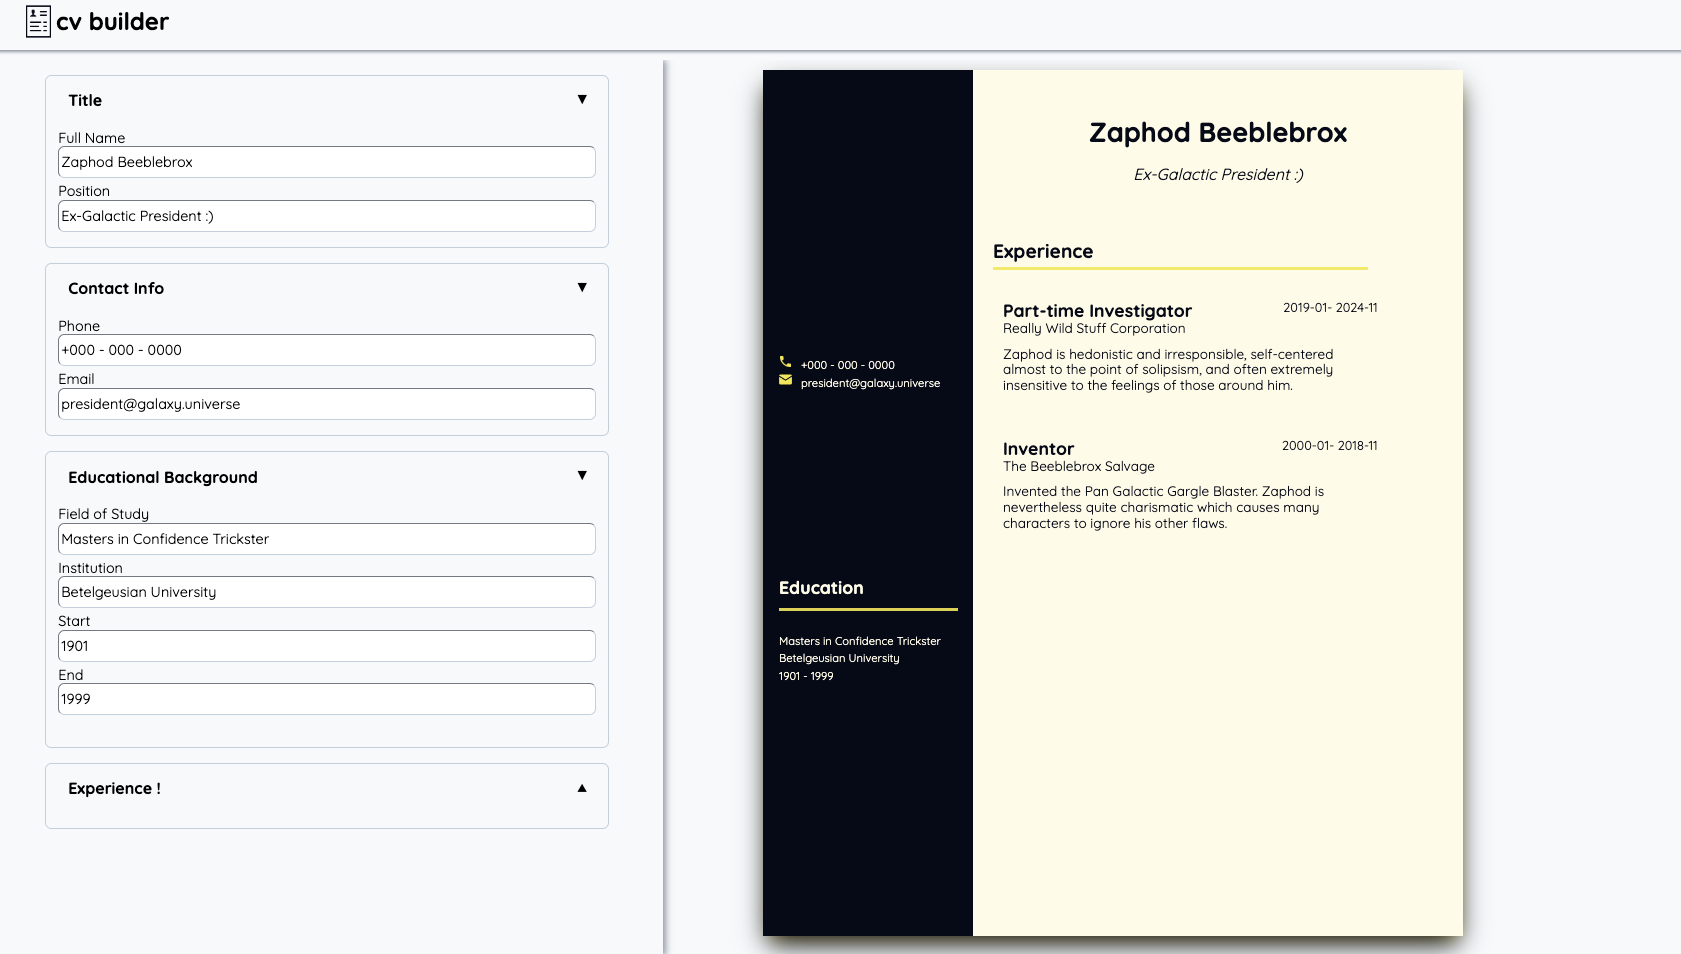 cv builder
Title
Full Name
Zaphod Beeblebrox
Position
Ex-Galactic President :)
Contact Info
Phone
+000 - 000 - 0000
Email
president@galaxy.universe
Educational Background
Field of Study
Masters in Confidence Trickster
Institution
Betelgeusian University
Start
1901
End
1999
Experience !
+000 - 000 - 0000
president@galaxy.universe
Education
Masters in Confidence Trickster
Betelgeusian University
1901 - 1999
Zaphod Beeblebrox
Ex-Galactic President :)
Experience
Part-time Investigator 2019-01- 2024-11
Really Wild Stuff Corporation
Zaphod is hedonistic and irresponsible, self-centered
almost to the point of solipsism, and often extremely
insensitive to the feelings of those around him.
Inventor 2000-01- 2018-11
The Beeblebrox Salvage
Invented the Pan Galactic Gargle Blaster. Zaphod is
nevertheless quite charismatic which causes many
characters to ignore his other flaws.